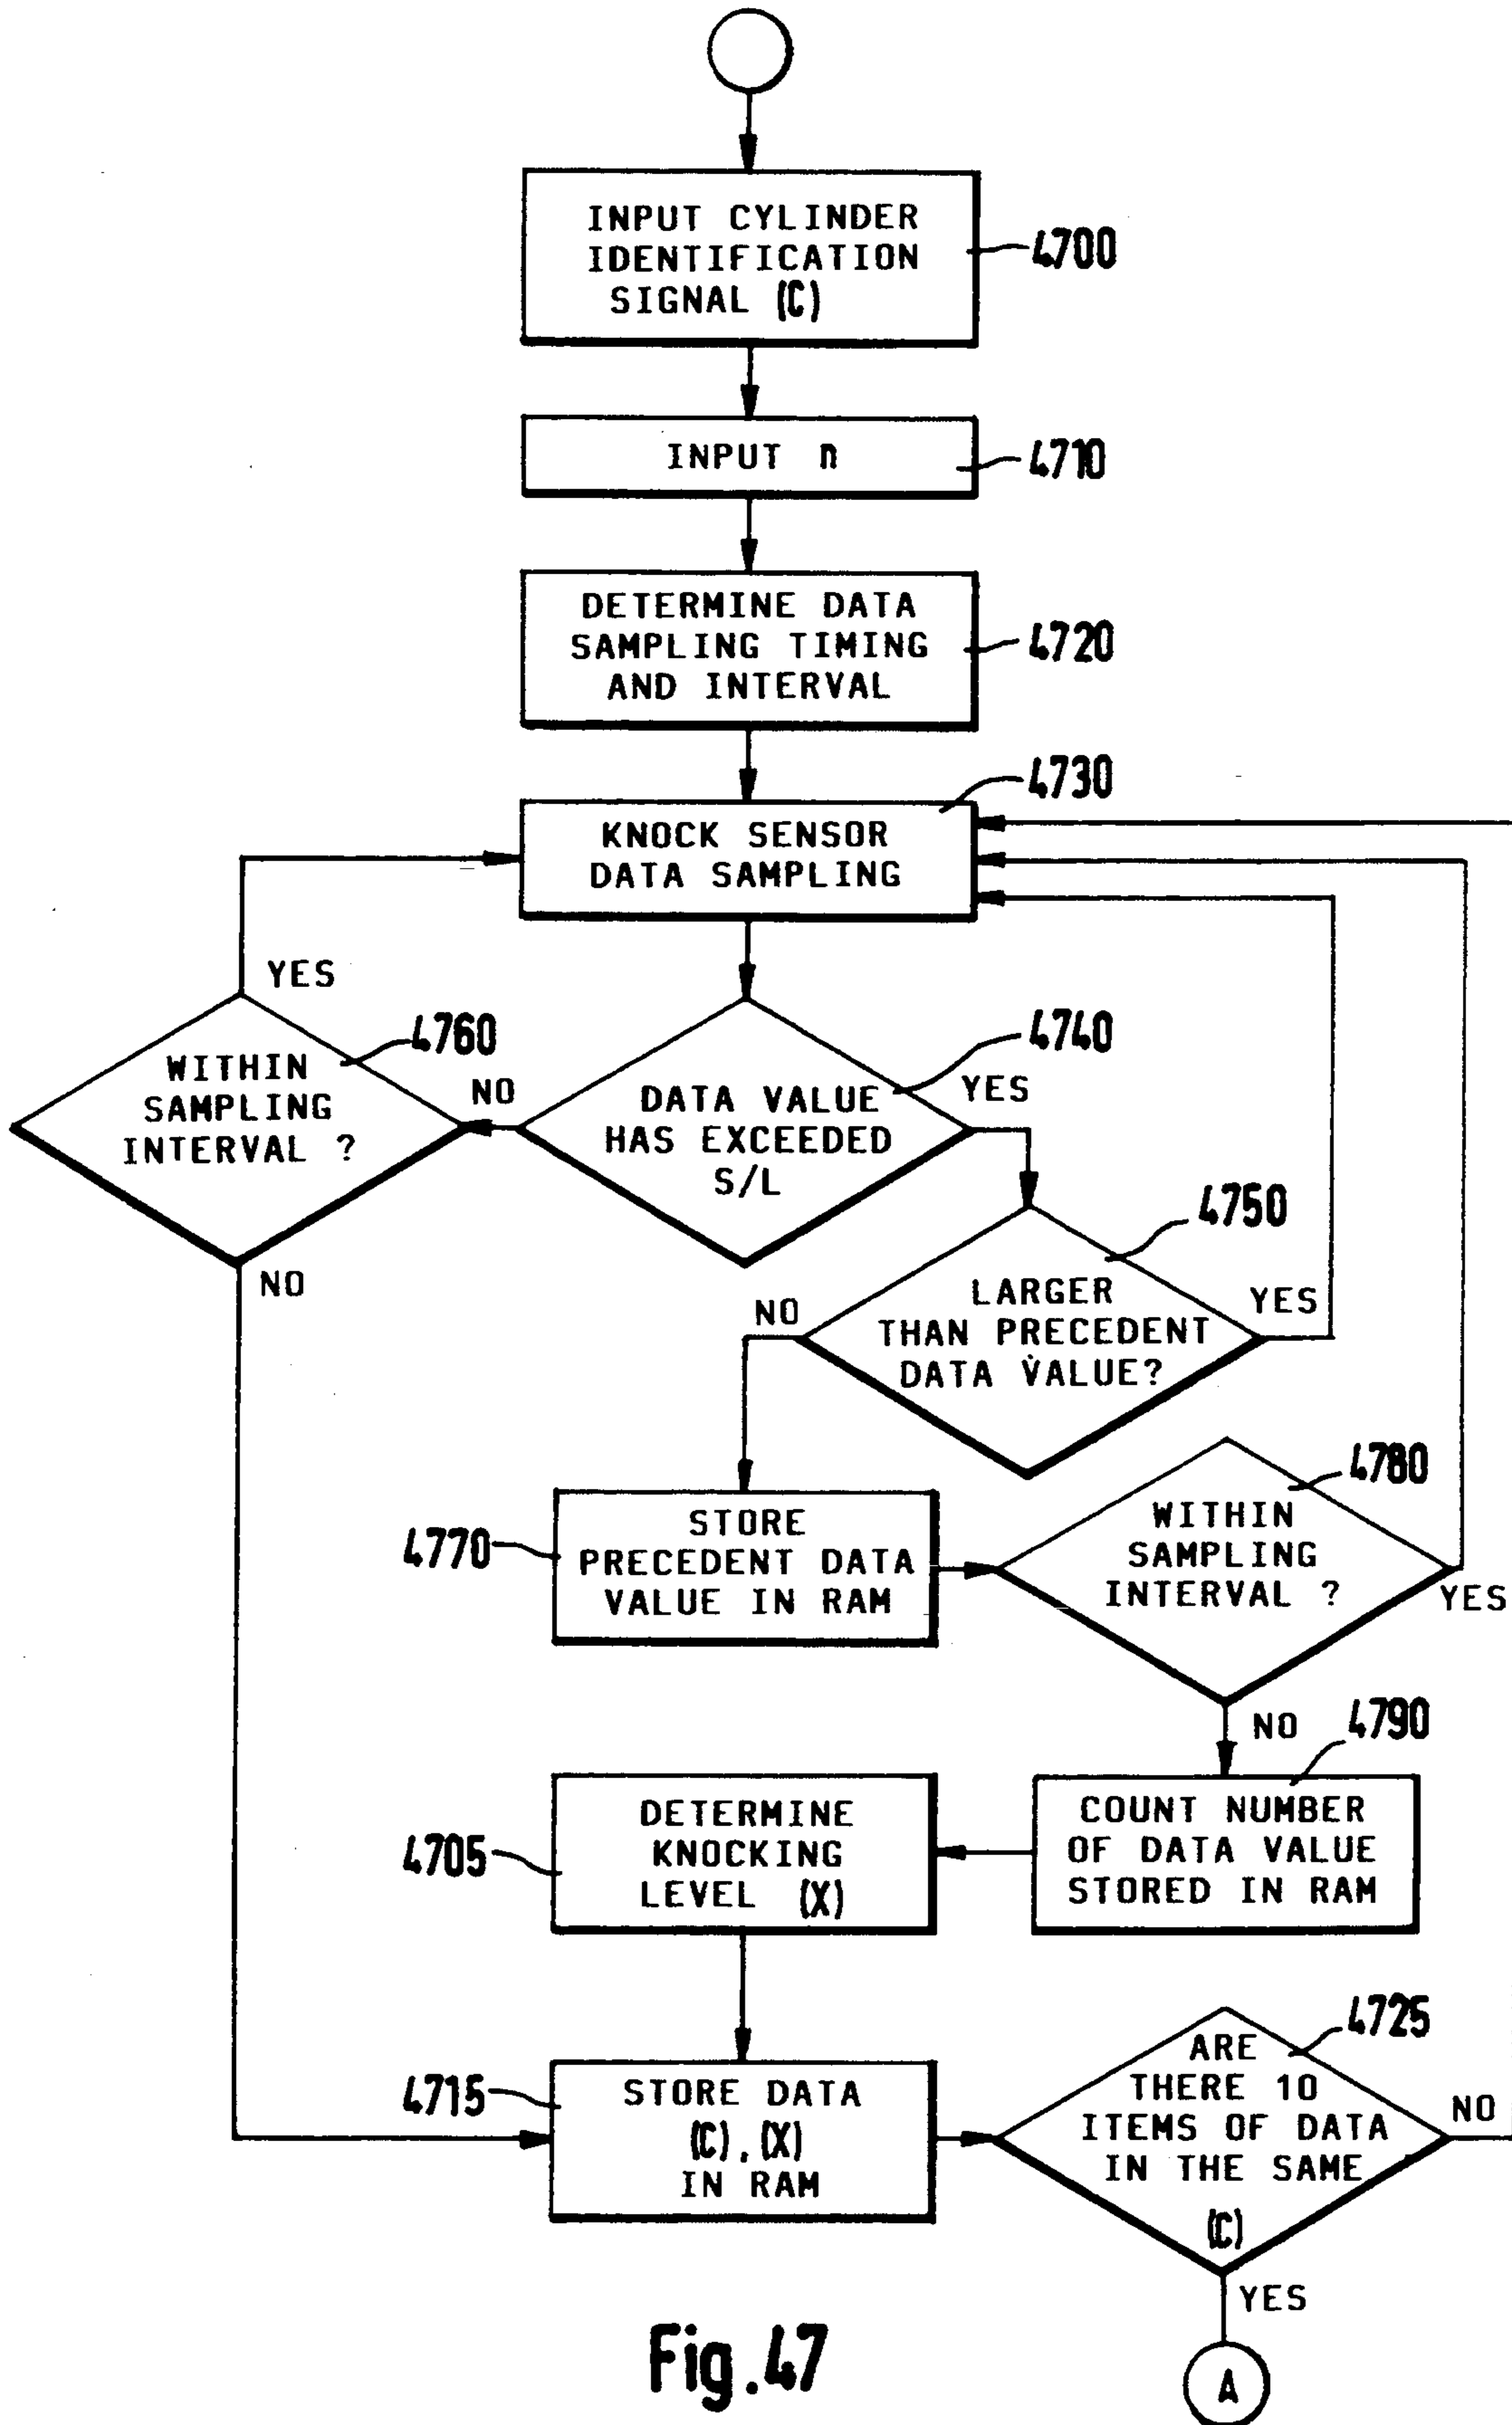 INPUT CYLINDER
IDENTIFICATION
SIGNAL (C)
4700
INPUT n
4710
DETERMINE DATA
SAMPLING TIMING
AND INTERVAL
4720
4730
KNOCK SENSOR
DATA SAMPLING
YES
4760
WITHIN
SAMPLING
INTERVAL ?
NO
NO
4740
DATA VALUE
HAS EXCEEDED
S/L
YES
4750
LARGER
THAN PRECEDENT
DATA VALUE?
NO
YES
4770
STORE
PRECEDENT DATA
VALUE IN RAM
4780
WITHIN
SAMPLING
INTERVAL ?
YES
NO
4790
COUNT NUMBER
OF DATA VALUE
STORED IN RAM
4705
DETERMINE
KNOCKING
LEVEL (X)
4715
STORE DATA
(C), (X)
IN RAM
4725
ARE
THERE 10
ITEMS OF DATA
IN THE SAME
(C)
NO
YES
A
Fig.47